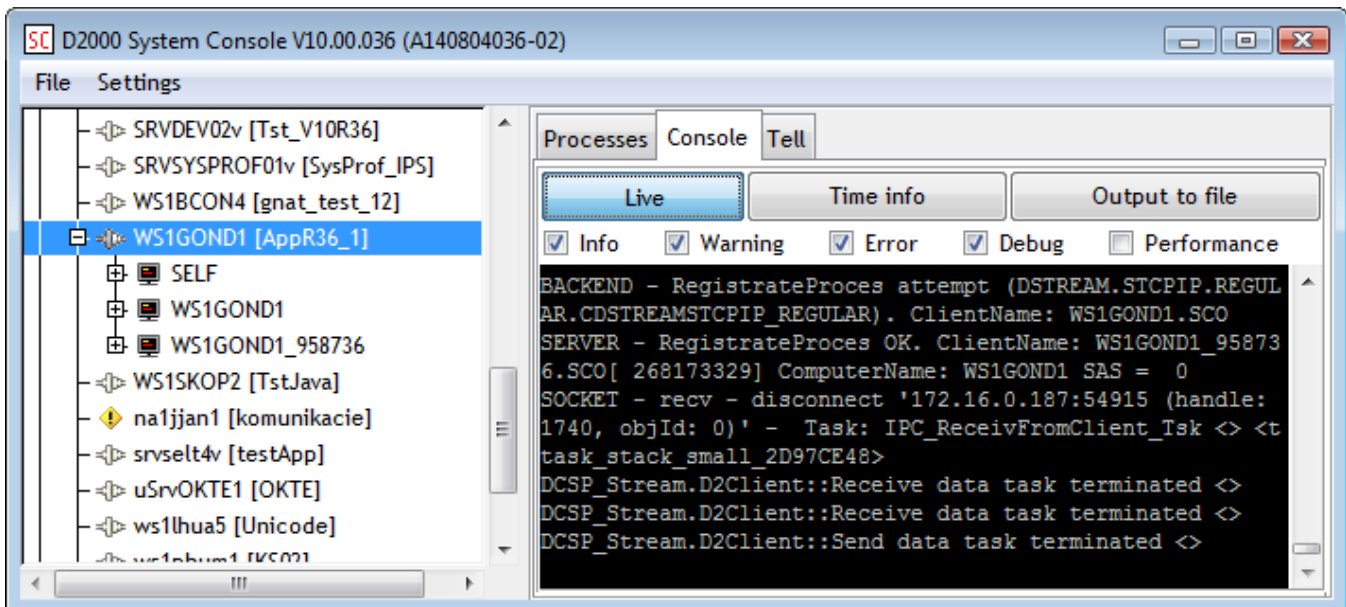 SC D2000 System Console V10.00.036 (A140804036-02)
File Settings
SRVDEV02v [Tst_V10R36]
SRVSYSPROF01v [SysProf_IPS]
WS1BCON4 [gnat_test_12]
WS1GOND1 [AppR36_1]
SELF
WS1GOND1
WS1GOND1_958736
WS1SKOP2 [TstJava]
na1jjan1 [komunikacie]
srvselt4v [testApp]
uSrvOKTE1 [OKTE]
ws1lhua5 [Unicode]
Processes Console Tell
Live Time info Output to file
Info Warning Error Debug Performance
BACKEND - RegistrateProces attempt (DSTREAM.STCPIP.REGUL
AR.CDSTREAMSTCPIP_REGULAR). ClientName: WS1GOND1.SCO
SERVER - RegistrateProces OK. ClientName: WS1GOND1_95873
6.SCO[ 268173329] ComputerName: WS1GOND1 SAS =  0
SOCKET - recv - disconnect '172.16.0.187:54915 (handle:
1740, objId: 0)' -  Task: IPC_ReceivFromClient_Tsk <> <t
task_stack_small_2D97CE48>
DCSP_Stream.D2Client::Receive data task terminated <>
DCSP_Stream.D2Client::Receive data task terminated <>
DCSP_Stream.D2Client::Send data task terminated <>